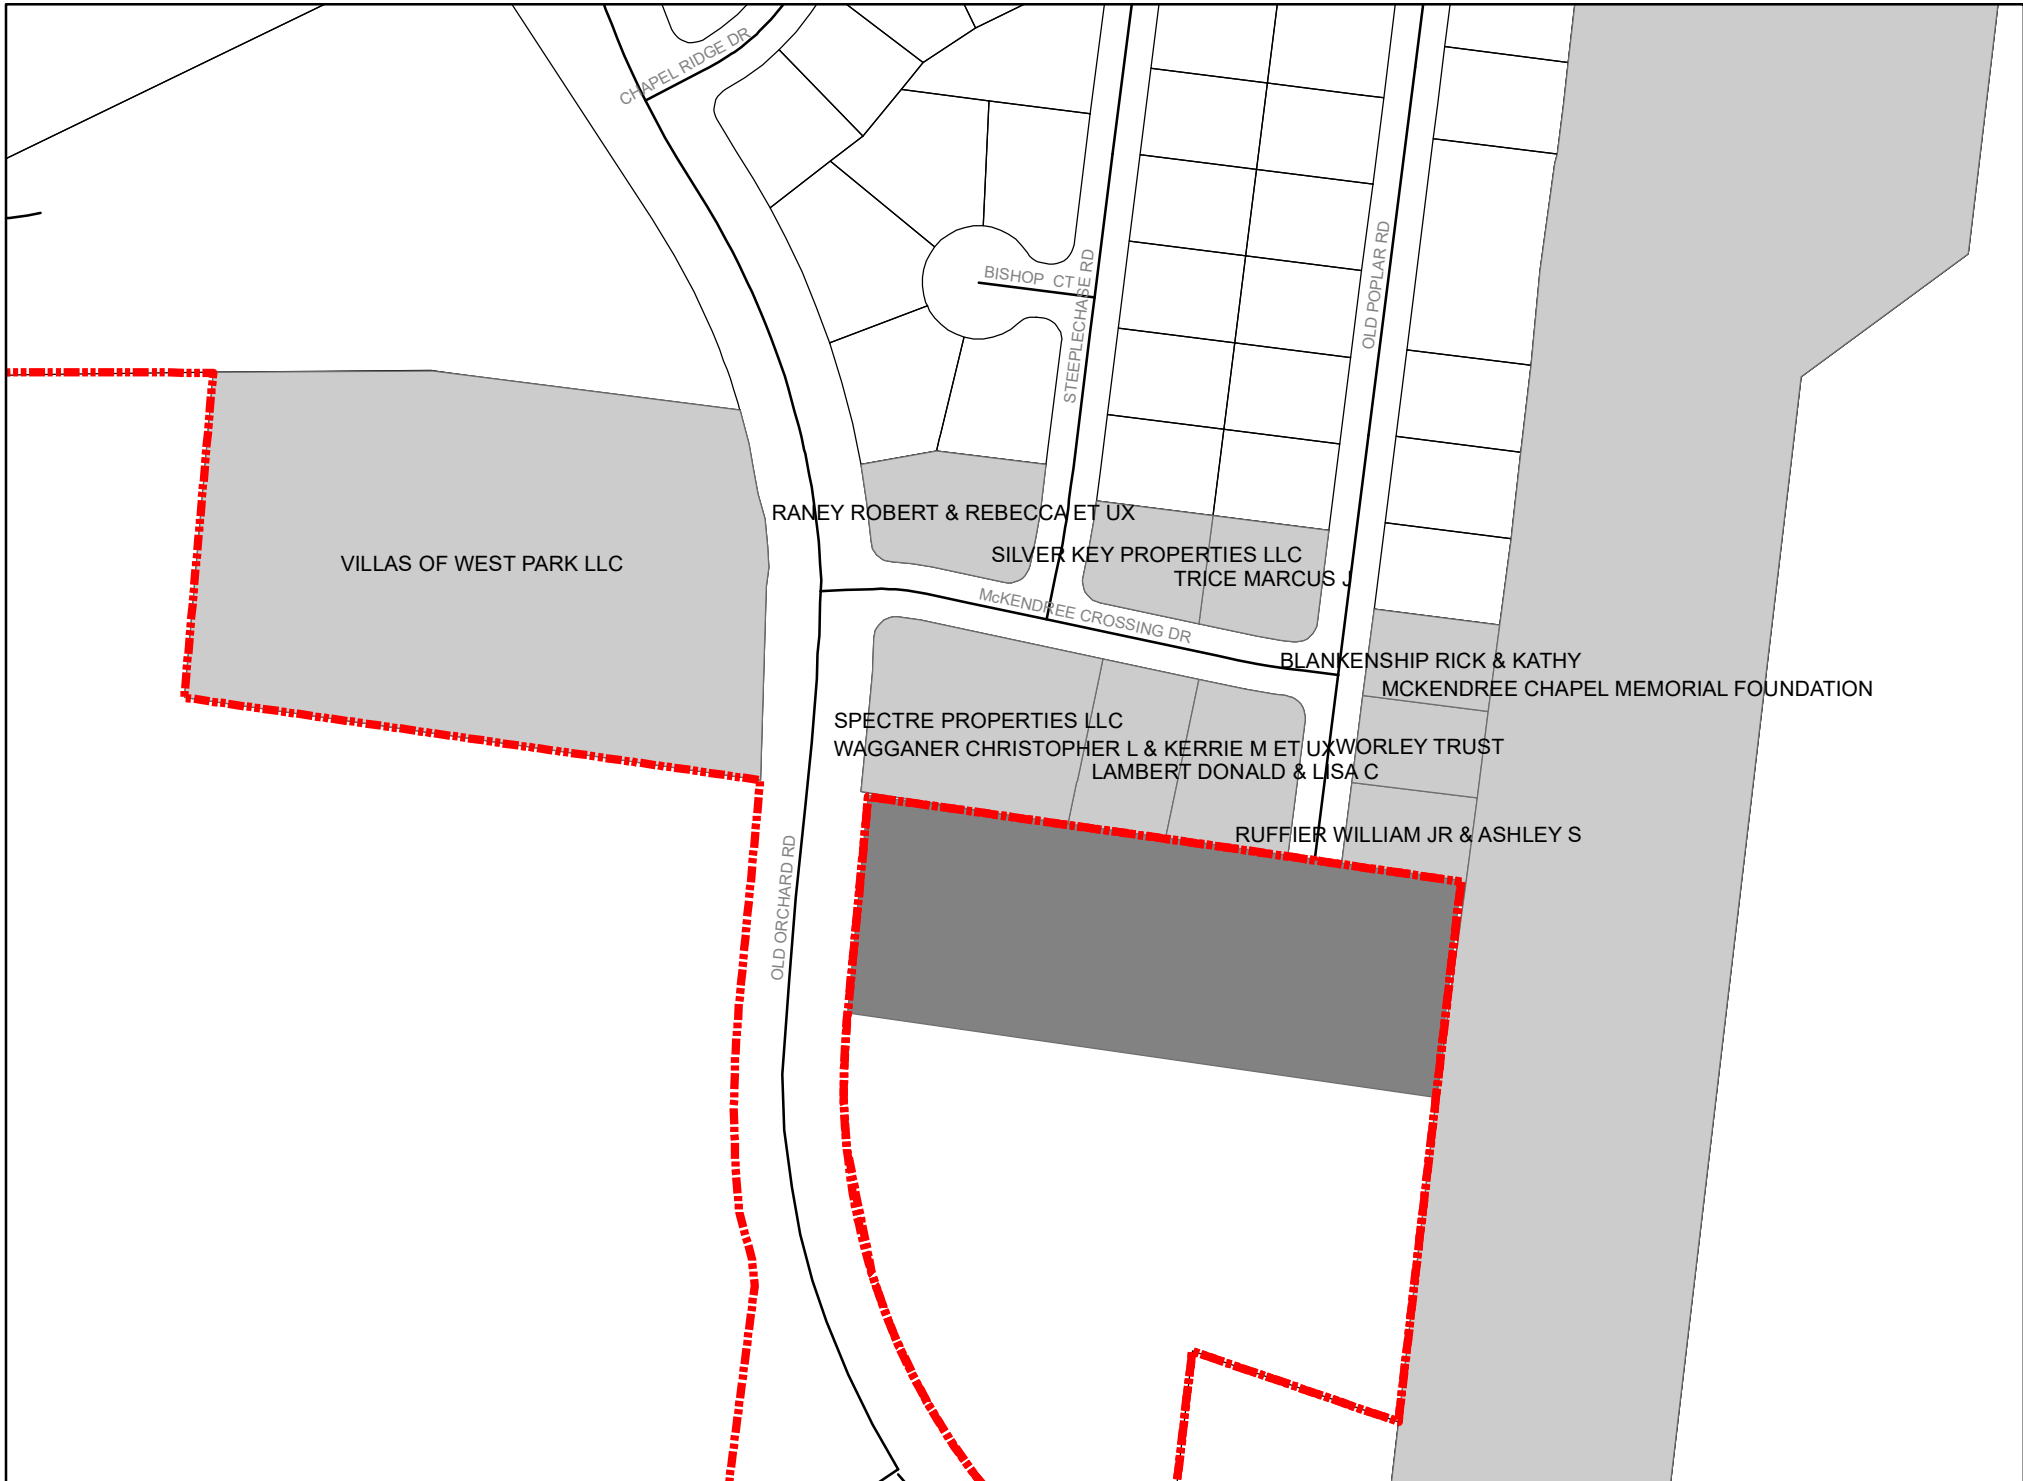 CHAPEL RIDGE DR
BISHOP CT
STEEPLECHASE RD
OLD POPLAR RD
RANEY ROBERT & REBECCA ET UX
VILLAS OF WEST PARK LLC
SILVER KEY PROPERTIES LLC
TRICE MARCUS J
McKENDREE CROSSING DR
BLANKENSHIP RICK & KATHY
MCKENDREE CHAPEL MEMORIAL FOUNDATION
SPECTRE PROPERTIES LLC
WAGGANER CHRISTOPHER L & KERRIE M ET UX
WORLEY TRUST
LAMBERT DONALD & LISA C
RUFFIER WILLIAM JR & ASHLEY S
OLD ORCHARD RD